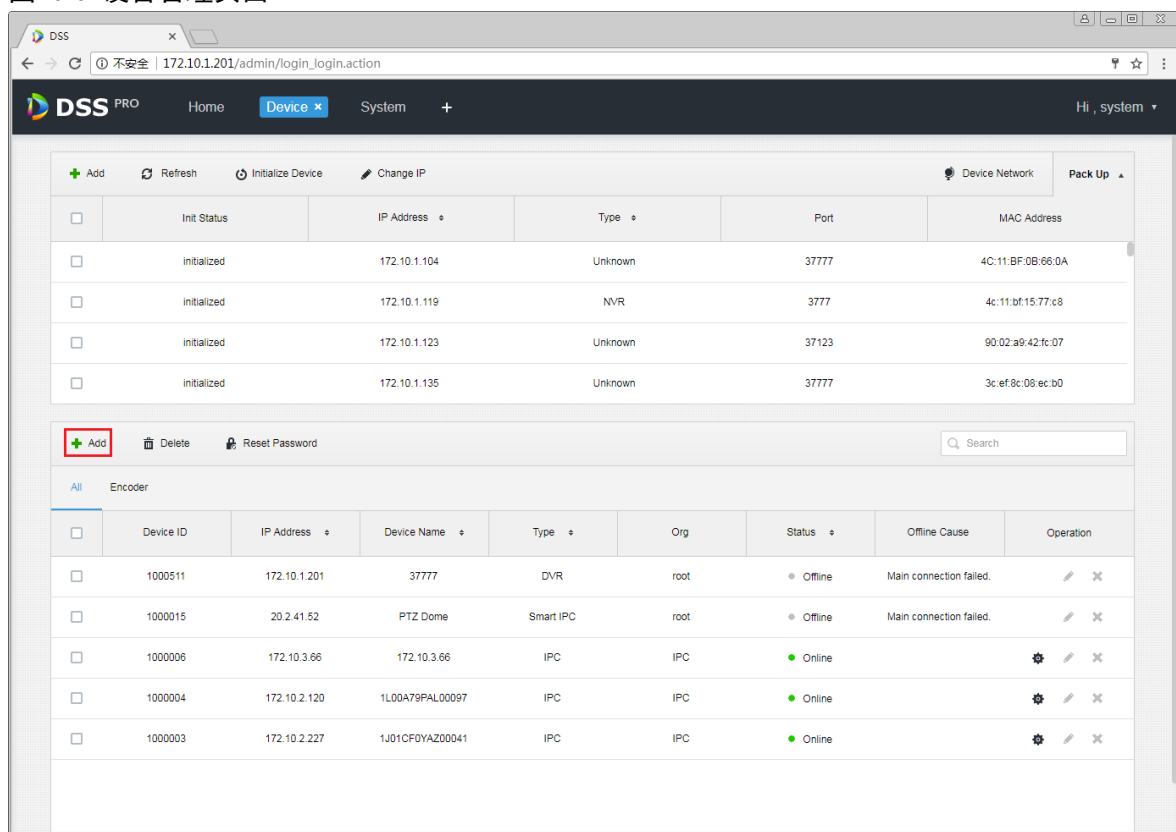 DSS
不安全 | 172.10.1.201/admin/login_login.action
DSS PRO Home Device × System + Hi , system
Add Refresh Initialize Device Change IP Device Network Pack Up
Init Status IP Address Type Port MAC Address
initialized 172.10.1.104 Unknown 37777 4C:11:BF:0B:66:0A
initialized 172.10.1.119 NVR 3777 4c:11:bf:15:77:c8
initialized 172.10.1.123 Unknown 37123 90:02:a9:42:fc:07
initialized 172.10.1.135 Unknown 37777 3c:ef:8c:08:ec:b0
Add Delete Reset Password Search
All Encoder
Device ID IP Address Device Name Type Org Status Offline Cause Operation
1000511 172.10.1.201 37777 DVR root Offline Main connection failed.
1000015 20.2.41.52 PTZ Dome Smart IPC root Offline Main connection failed.
1000006 172.10.3.66 172.10.3.66 IPC IPC Online
1000004 172.10.2.120 1L00A79PAL00097 IPC IPC Online
1000003 172.10.2.227 1J01CF0YAZ00041 IPC IPC Online